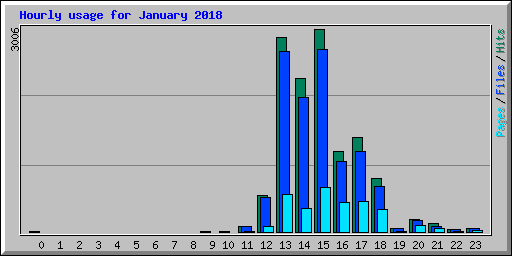 Hourly usage for January 2018
3006
Pages/Files/Hits
0 1 2 3 4 5 6 7 8 9 10 11 12 13 14 15 16 17 18 19 20 21 22 23